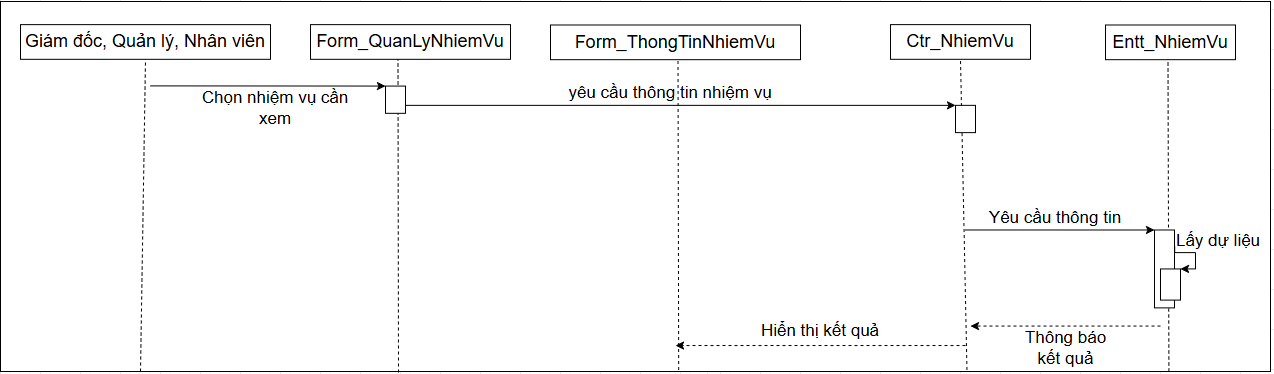 Giám đốc, Quản lý, Nhân viên
Form_QuanLyNhiemVu
Form_ThongTinNhiemVu
Ctr_NhiemVu
Entt_NhiemVu
Chọn nhiệm vụ cần
xem
yêu cầu thông tin nhiệm vụ
Yêu cầu thông tin
Lấy dự liệu
Thông báo
kết quả
Hiển thị kết quả